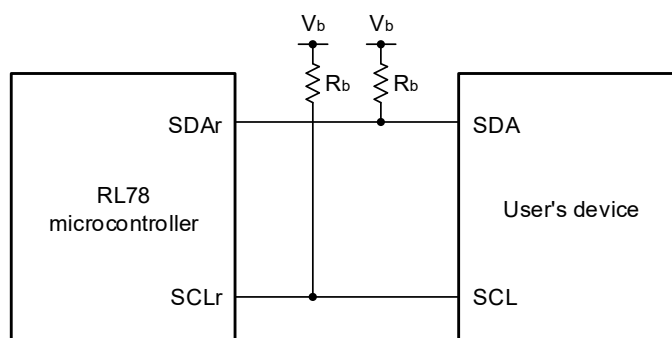 Vb Vb
Rb Rb
SDAr SDA
RL78
microcontroller
User's device
SCLr SCL